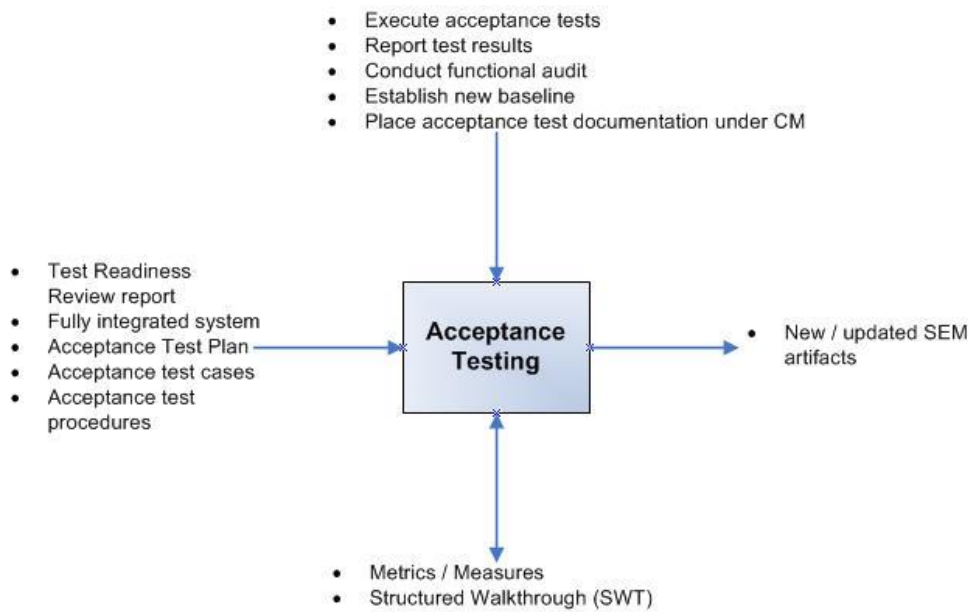 • Execute acceptance tests
• Report test results
• Conduct functional audit
• Establish new baseline
• Place acceptance test documentation under CM
• Test Readiness
Review report
• Fully integrated system
• Acceptance Test Plan
• Acceptance test cases
• Acceptance test
procedures
Acceptance
Testing
• New / updated SEM
artifacts
• Metrics / Measures
• Structured Walkthrough (SWT)